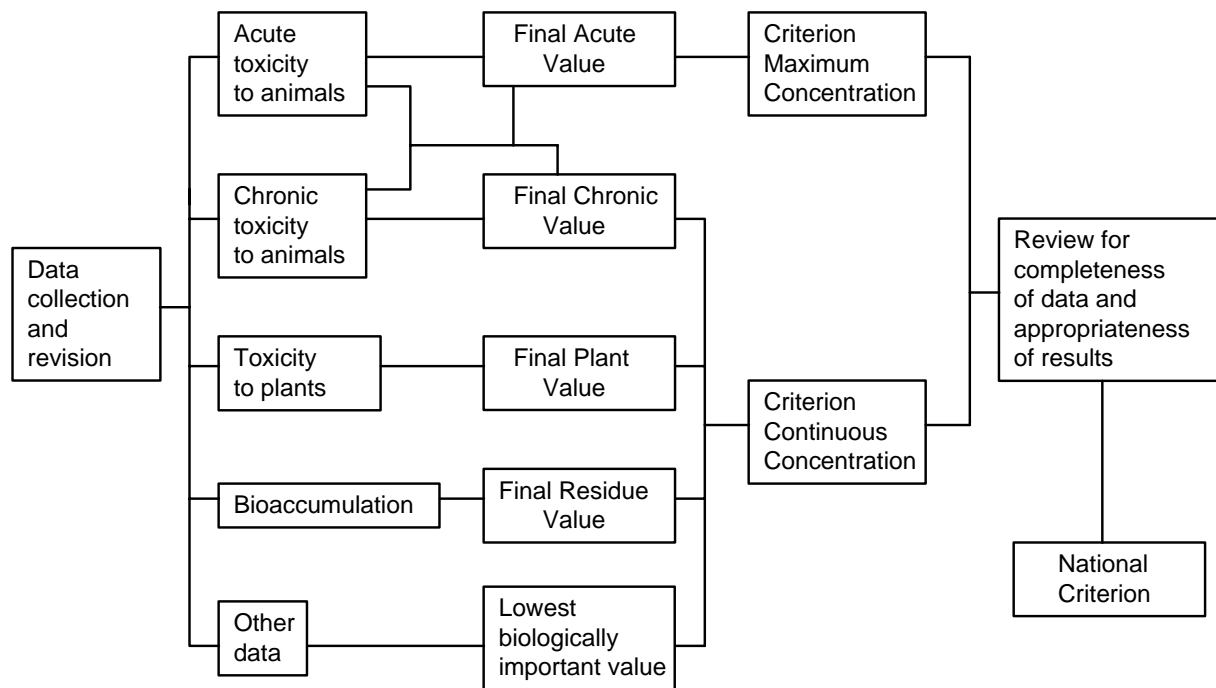 Acute
toxicity
to animals
Final Acute
Value
Criterion
Maximum
Concentration
Chronic
toxicity
to animals
Final Chronic
Value
Data
collection
and
revision
Review for
completeness
of data and
appropriateness
of results
Toxicity
to plants
Final Plant
Value
Criterion
Continuous
Concentration
Bioaccumulation
Final Residue
Value
National
Criterion
Other
data
Lowest
biologically
important value